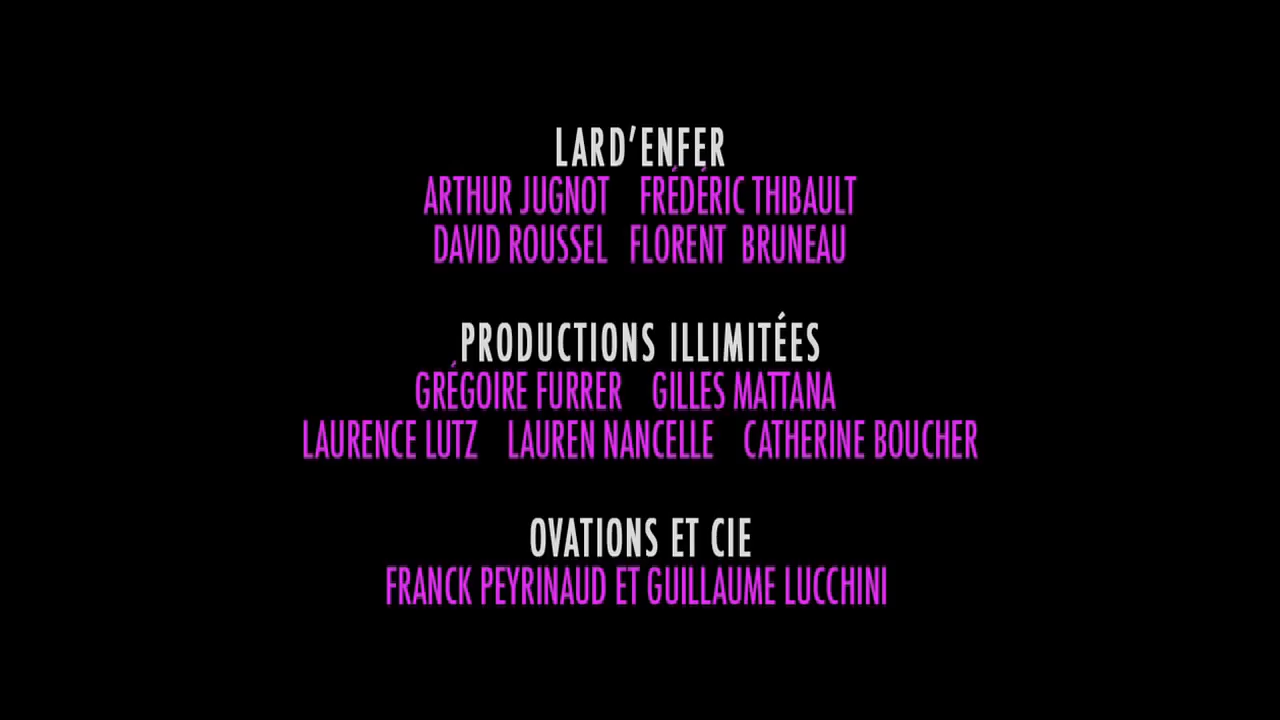 LARD'ENFER
ARTHUR JUGNOT FRÉDÉRIC THIBAULT
DAVID ROUSSEL FLORENT BRUNEAU
PRODUCTIONS ILLIMITÉES
GRÉGOIRE FURRER GILLES MATTANA
LAURENCE LUTZ LAUREN NANCELLE CATHERINE BOUCHER
OVATIONS ET CIE
FRANCK PEYRINAUD ET GUILLAUME LUCCHINI